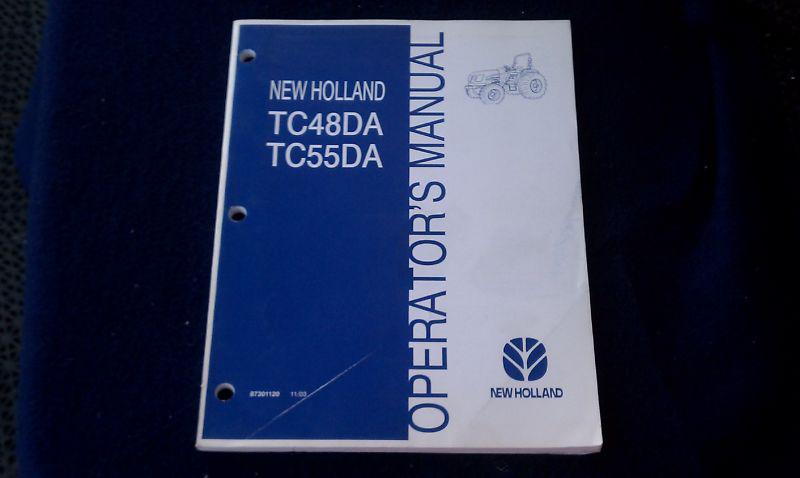 NEW HOLLAND
TC48DA
TC55DA
OPERATOR'S MANUAL
87301120 11/03
NEW HOLLAND